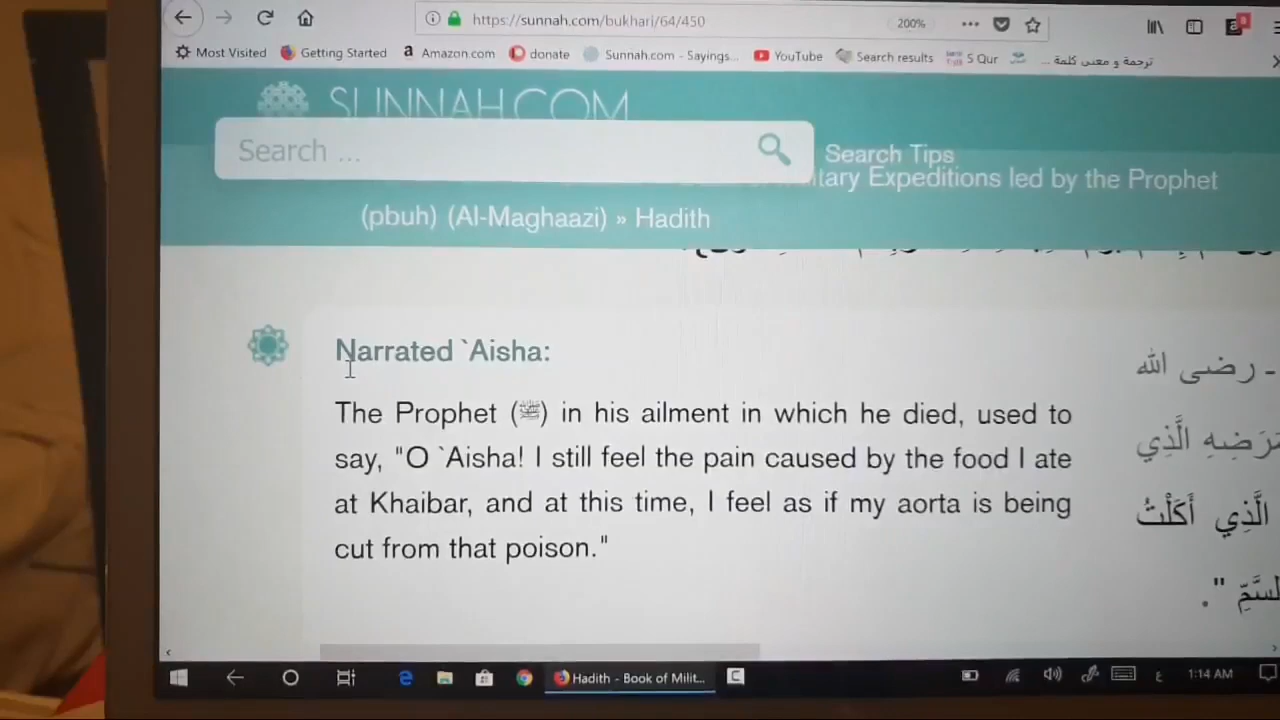 https://sunnah.com/bukhari/64/450
200%
Most Visited
Getting Started
Amazon.com
donate
Sunnah.com - Sayings...
YouTube
Search results
S Qur
ترجمة و معنى كلمة ...
SUNNAH.COM
Search ...
Search Tips
Expeditions led by the Prophet
(pbuh) (Al-Maghaazi) » Hadith
Narrated `Aisha:
The Prophet (ﷺ) in his ailment in which he died, used to
say, "O `Aisha! I still feel the pain caused by the food I ate
at Khaibar, and at this time, I feel as if my aorta is being
cut from that poison."
ـ رضى الله
الَّذِي
الَّذِي أَكَلْتُ
السَّمِّ ".
Hadith - Book of Milit...
ع
1:14 AM